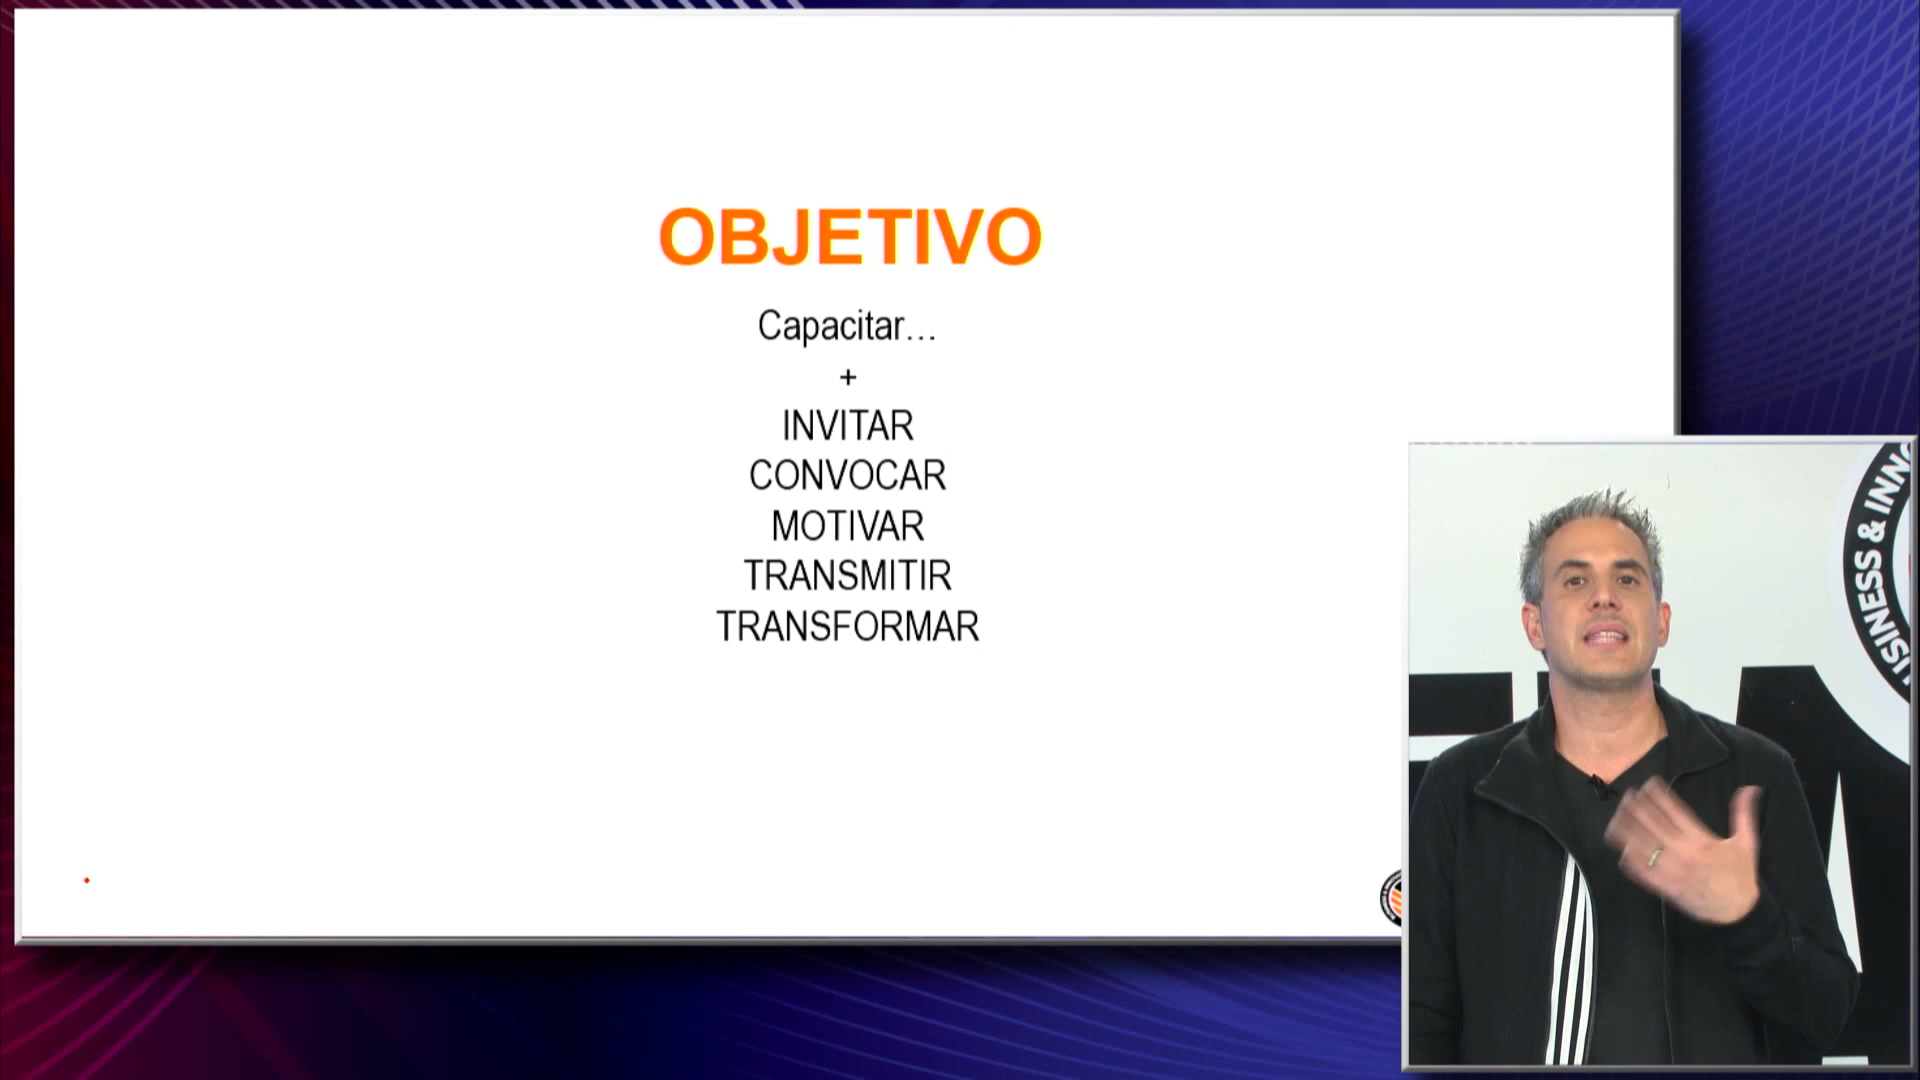 OBJETIVO
Capacitar…
+
INVITAR
CONVOCAR
MOTIVAR
TRANSMITIR
TRANSFORMAR